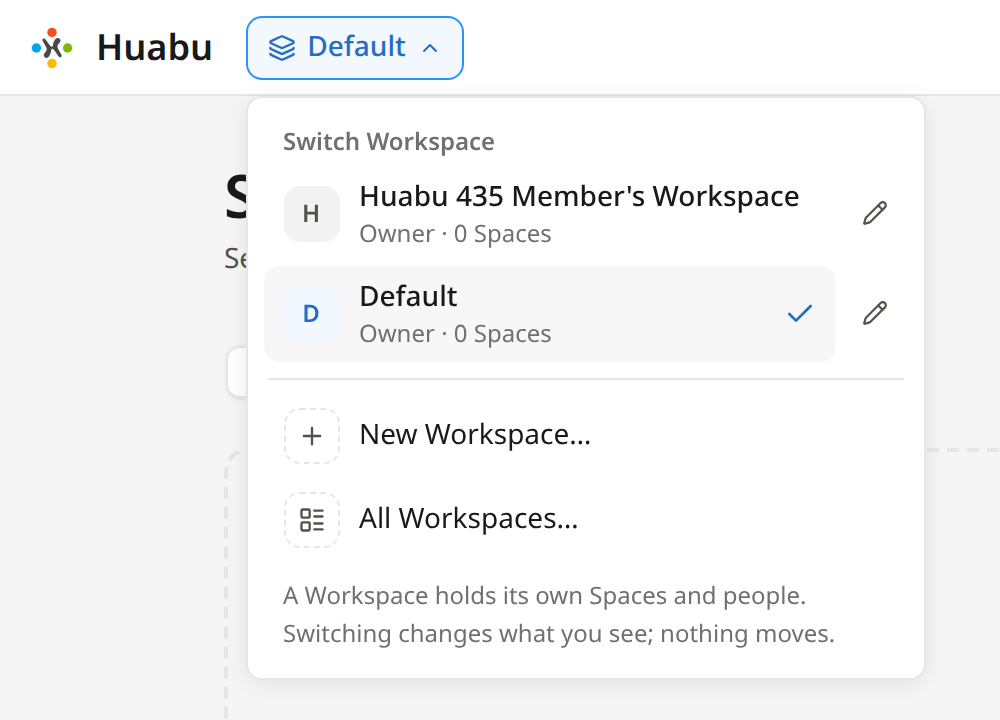 Huabu
Default
Switch Workspace
H
Huabu 435 Member's Workspace
Owner · 0 Spaces
D
Default
Owner · 0 Spaces
New Workspace...
All Workspaces...
A Workspace holds its own Spaces and people.
Switching changes what you see; nothing moves.